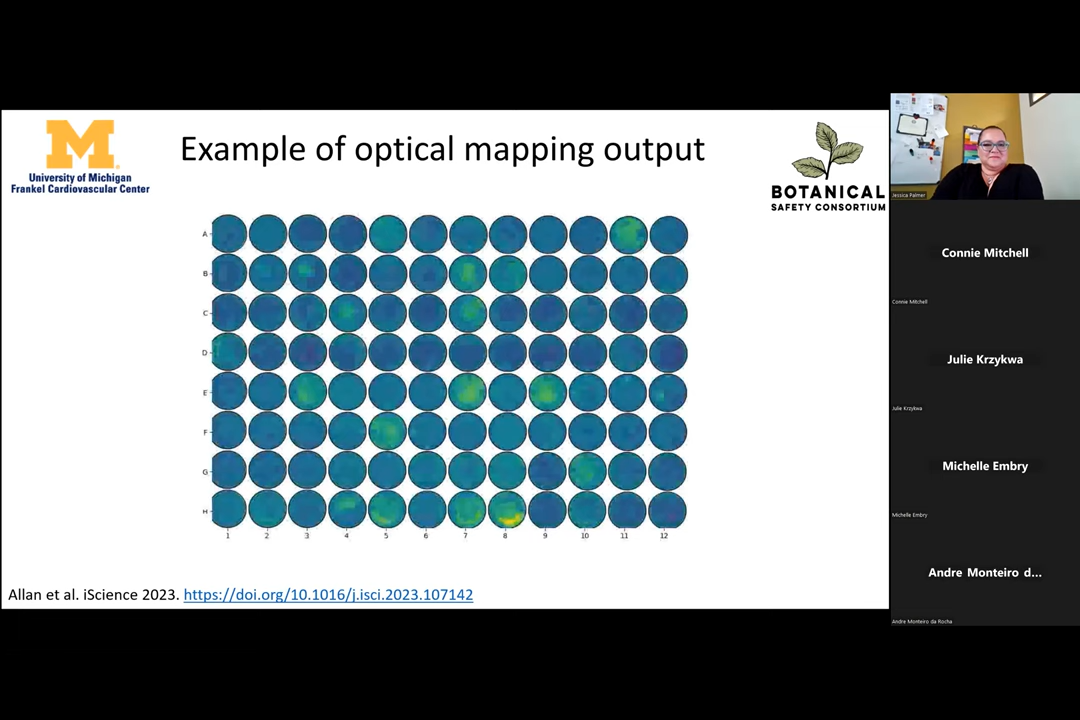 Example of optical mapping output
M
University of Michigan
Frankel Cardiovascular Center
BOTANICAL
SAFETY CONSORTIUM
A
B
C
D
E
F
G
H
1 2 3 4 5 6 7 8 9 10 11 12
Allan et al. iScience 2023. https://doi.org/10.1016/j.isci.2023.107142
Jessica Palmer
Connie Mitchell
Connie Mitchell
Julie Krzykwa
Julie Krzykwa
Michelle Embry
Michelle Embry
Andre Monteiro d...
Andre Monteiro da Rocha